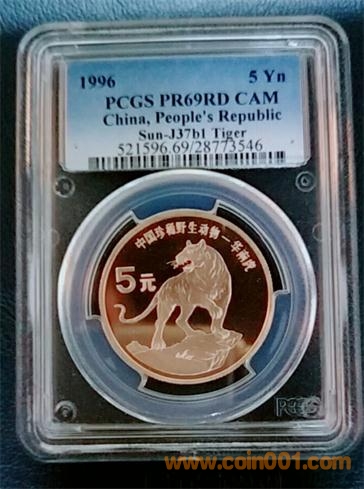 1996 5 Yn
PCGS PR69RD CAM
China, People's Republic
Sun-J37b1 Tiger
521596.69/28773546
中国珍稀野生动物—华南虎
5元
PCGS
www.coin001.com